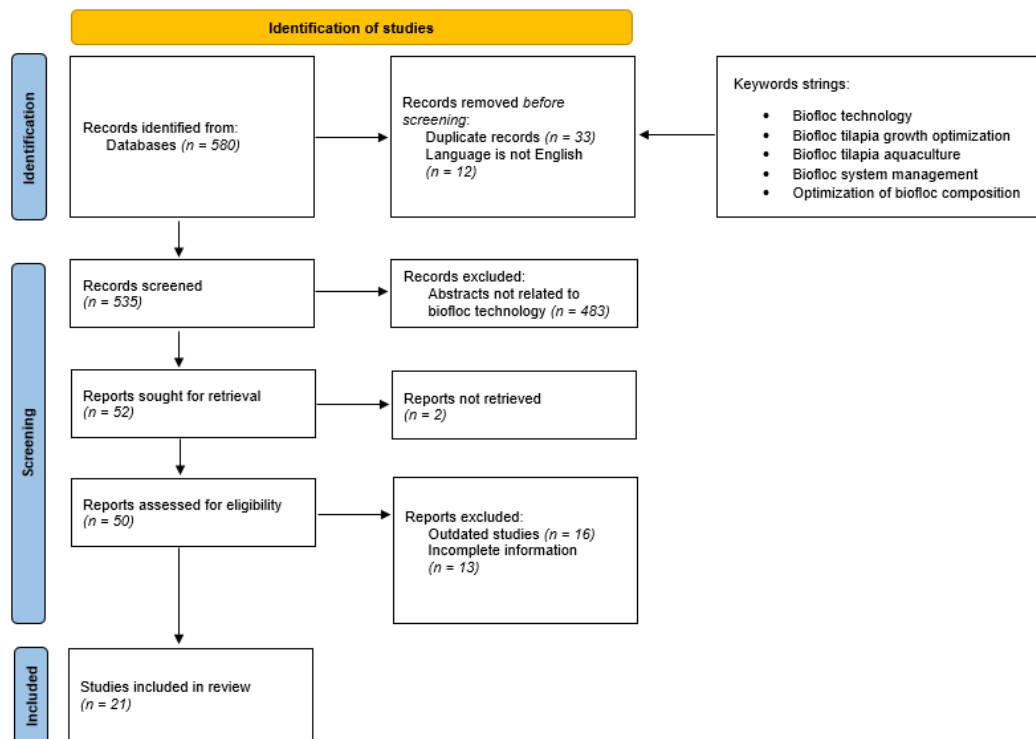 Identification of studies
Identification
Records identified from:
Databases (n = 580)
Records removed before
screening:
Duplicate records (n = 33)
Language is not English
(n = 12)
Keywords strings:
• Biofloc technology
• Biofloc tilapia growth optimization
• Biofloc tilapia aquaculture
• Biofloc system management
• Optimization of biofloc composition
Screening
Records screened
(n = 535)
Records excluded:
Abstracts not related to
biofloc technology (n = 483)
Reports sought for retrieval
(n = 52)
Reports not retrieved
(n = 2)
Reports assessed for eligibility
(n = 50)
Reports excluded:
Outdated studies (n = 16)
Incomplete information
(n = 13)
Included
Studies included in review
(n = 21)